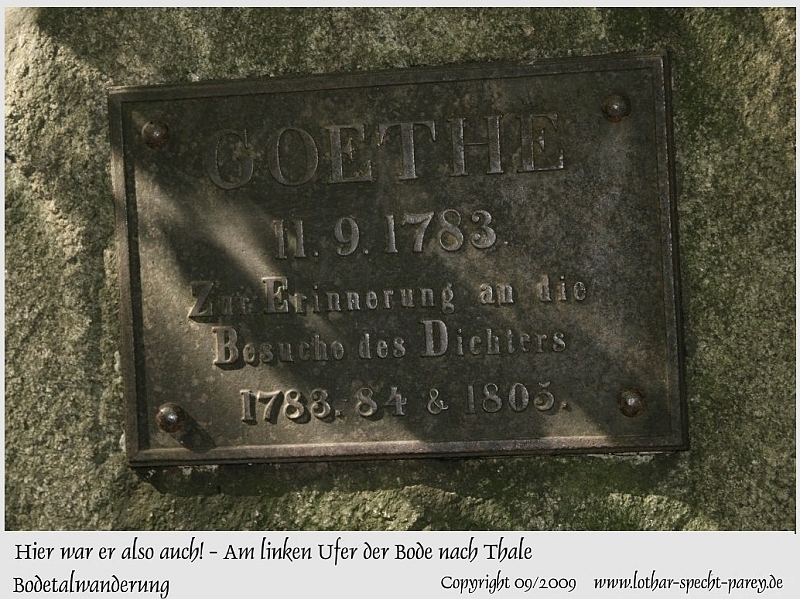 GOETHE
11. 9. 1783.
Zur Erinnerung an die
Besuche des Dichters
1783. 84 & 1805.
Hier war er also auch! - Am linken Ufer der Bode nach Thale
Bodetalwanderung
Copyright 09/2009 www.lothar-specht-parey.de